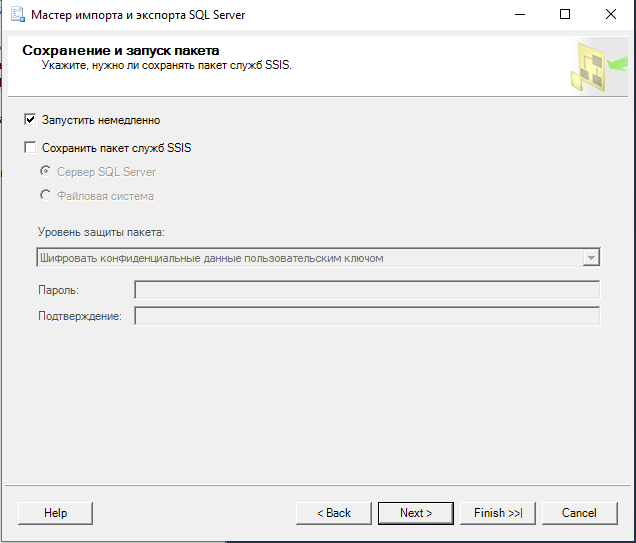 Мастер импорта и экспорта SQL Server
Сохранение и запуск пакета
Укажите, нужно ли сохранять пакет служб SSIS.
Запустить немедленно
Сохранить пакет служб SSIS
Сервер SQL Server
Файловая система
Уровень защиты пакета:
Шифровать конфиденциальные данные пользовательским ключом
Пароль:
Подтверждение:
Help
< Back
Next >
Finish >>|
Cancel